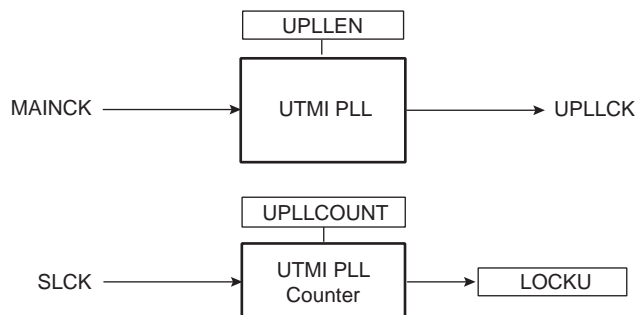 UPLLEN
MAINCK
UTMI PLL
UPLLCK
UPLLCOUNT
SLCK
UTMI PLL
Counter
LOCKU